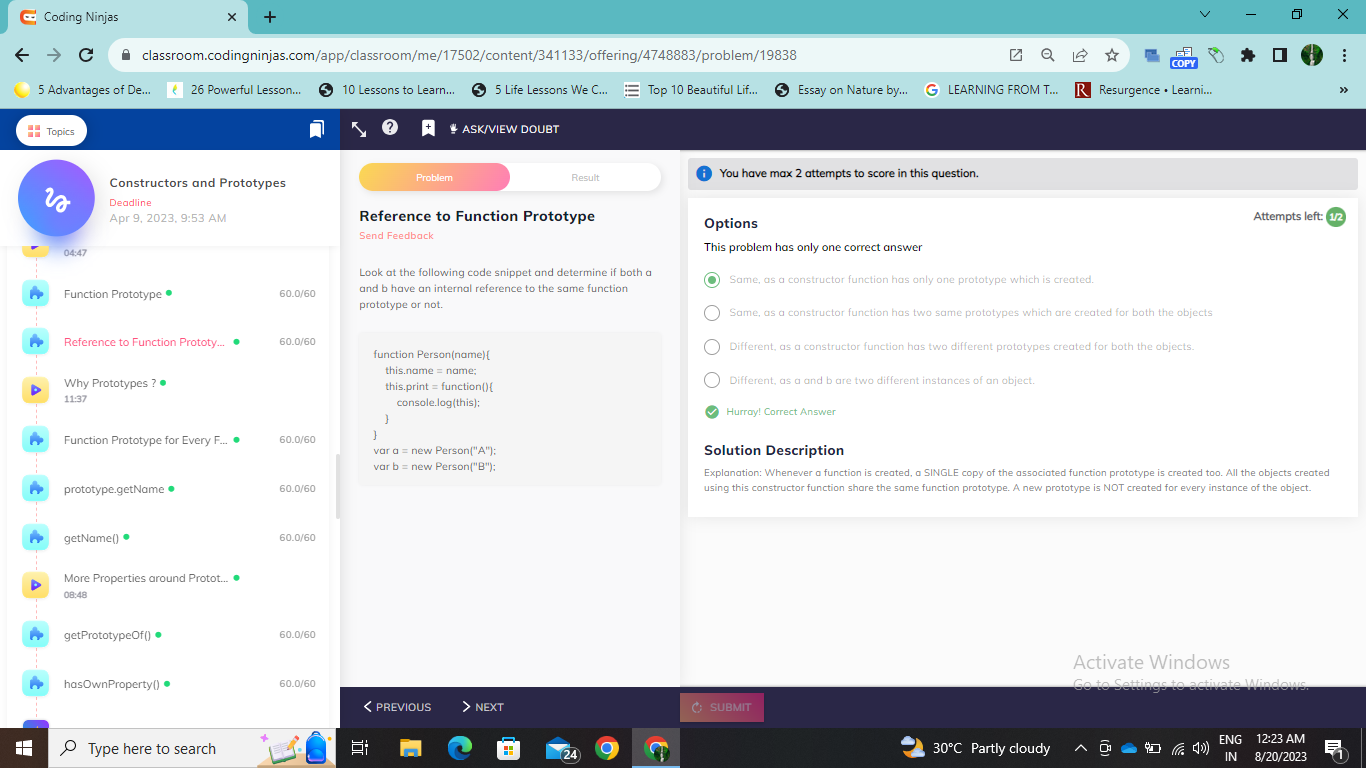 Coding Ninjas
classroom.codingninjas.com/app/classroom/me/17502/content/341133/offering/4748883/problem/19838
COPY
5 Advantages of De...
26 Powerful Lesson...
10 Lessons to Learn...
5 Life Lessons We C...
Top 10 Beautiful Lif...
Essay on Nature by...
LEARNING FROM T...
Resurgence • Learni...
Topics
ASK/VIEW DOUBT
Constructors and Prototypes
Deadline
Apr 9, 2023, 9:53 AM
04:47
Function Prototype
60.0/60
Reference to Function Prototy...
60.0/60
Why Prototypes ?
11:37
Function Prototype for Every F...
60.0/60
prototype.getName
60.0/60
getName()
60.0/60
More Properties around Protot...
08:48
getPrototypeOf()
60.0/60
hasOwnProperty()
60.0/60
Problem
Result
Reference to Function Prototype
Send Feedback
Look at the following code snippet and determine if both a
and b have an internal reference to the same function
prototype or not.
function Person(name){
this.name = name;
this.print = function(){
console.log(this);
}
}
var a = new Person("A");
var b = new Person("B");
PREVIOUS
NEXT
You have max 2 attempts to score in this question.
Options
Attempts left: 1/2
This problem has only one correct answer
Same, as a constructor function has only one prototype which is created.
Same, as a constructor function has two same prototypes which are created for both the objects
Different, as a constructor function has two different prototypes created for both the objects.
Different, as a and b are two different instances of an object.
Hurray! Correct Answer
Solution Description
Explanation: Whenever a function is created, a SINGLE copy of the associated function prototype is created too. All the objects created
using this constructor function share the same function prototype. A new prototype is NOT created for every instance of the object.
Activate Windows
Go to Settings to activate Windows.
SUBMIT
Type here to search
24
30°C Partly cloudy
ENG
IN
12:23 AM
8/20/2023
1